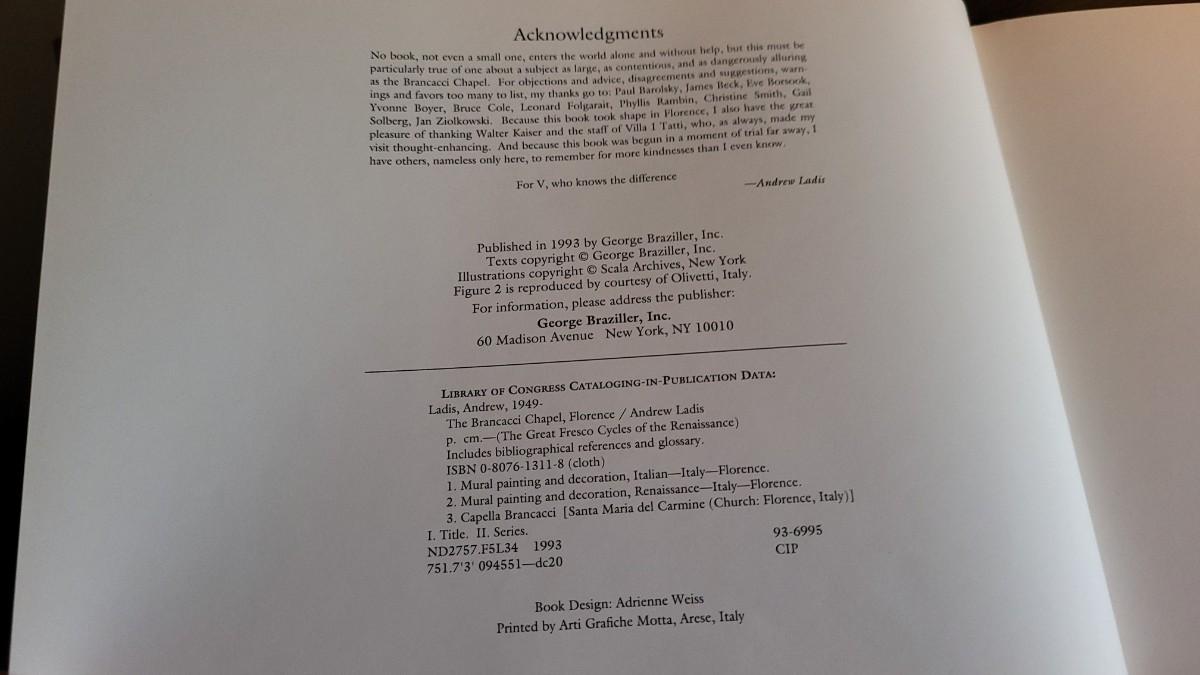 Acknowledgments
No book, not even a small one, enters the world alone and without help, but this must be
particularly true of one about a subject as large, as contentious, and as dangerously alluring
as the Brancacci Chapel. For objections and advice, disagreements and suggestions, warn-
ings and favors too many to list, my thanks go to: Paul Barolsky, James Beck, Eve Borsook,
Yvonne Boyer, Bruce Cole, Leonard Folgarait, Phyllis Rambin, Christine Smith, Gail
Solberg, Jan Ziolkowski. Because this book took shape in Florence, I also have the great
pleasure of thanking Walter Kaiser and the staff of Villa I Tatti, who, as always, made my
visit thought-enhancing. And because this book was begun in a moment of trial far away, I
have others, nameless only here, to remember for more kindnesses than I even know.
For V, who knows the difference
—Andrew Ladis
Published in 1993 by George Braziller, Inc.
Texts copyright © George Braziller, Inc.
Illustrations copyright © Scala Archives, New York
Figure 2 is reproduced by courtesy of Olivetti, Italy.
For information, please address the publisher:
George Braziller, Inc.
60 Madison Avenue New York, NY 10010
LIBRARY OF CONGRESS CATALOGING-IN-PUBLICATION DATA:
Ladis, Andrew, 1949-
The Brancacci Chapel, Florence / Andrew Ladis
p. cm.—(The Great Fresco Cycles of the Renaissance)
Includes bibliographical references and glossary.
ISBN 0-8076-1311-8 (cloth)
1. Mural painting and decoration, Italian—Italy—Florence.
2. Mural painting and decoration, Renaissance—Italy—Florence.
3. Capella Brancacci [Santa Maria del Carmine (Church: Florence, Italy)]
I. Title. II. Series.
ND2757.F5L34 1993 93-6995
751.7'3' 094551—dc20 CIP
Book Design: Adrienne Weiss
Printed by Arti Grafiche Motta, Arese, Italy